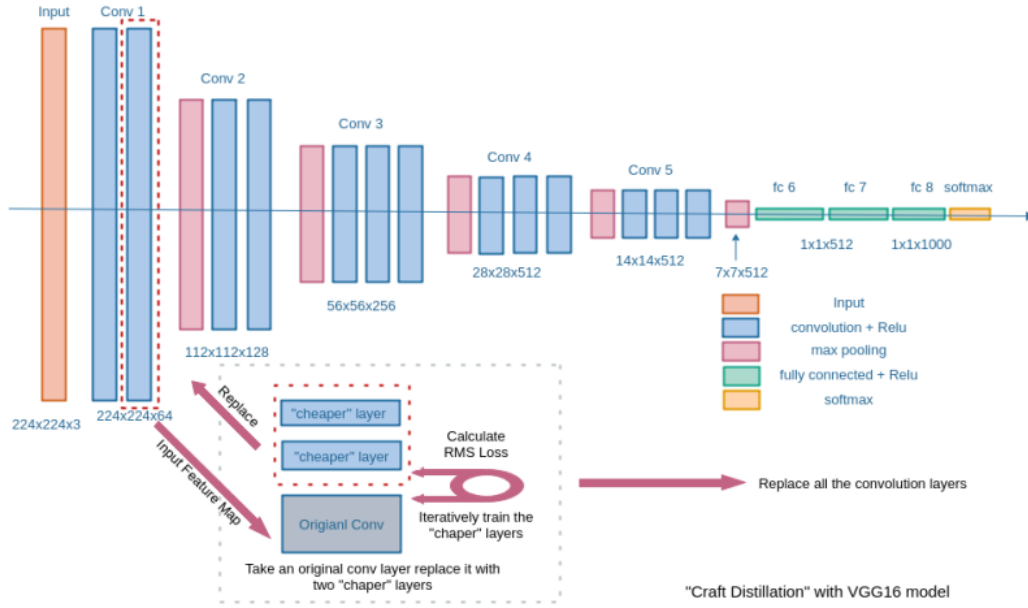 Input
Conv 1
Conv 2
Conv 3
Conv 4
Conv 5
fc 6
fc 7
fc 8
softmax
1x1x512
1x1x1000
14x14x512
7x7x512
28x28x512
56x56x256
112x112x128
224x224x64
224x224x3
Input
convolution + Relu
max pooling
fully connected + Relu
softmax
Replace
Input Feature Map
"cheaper" layer
"cheaper" layer
Origianl Conv
Calculate
RMS Loss
Iteratively train the
"chaper" layers
Take an original conv layer replace it with
two "chaper" layers
Replace all the convolution layers
"Craft Distillation" with VGG16 model